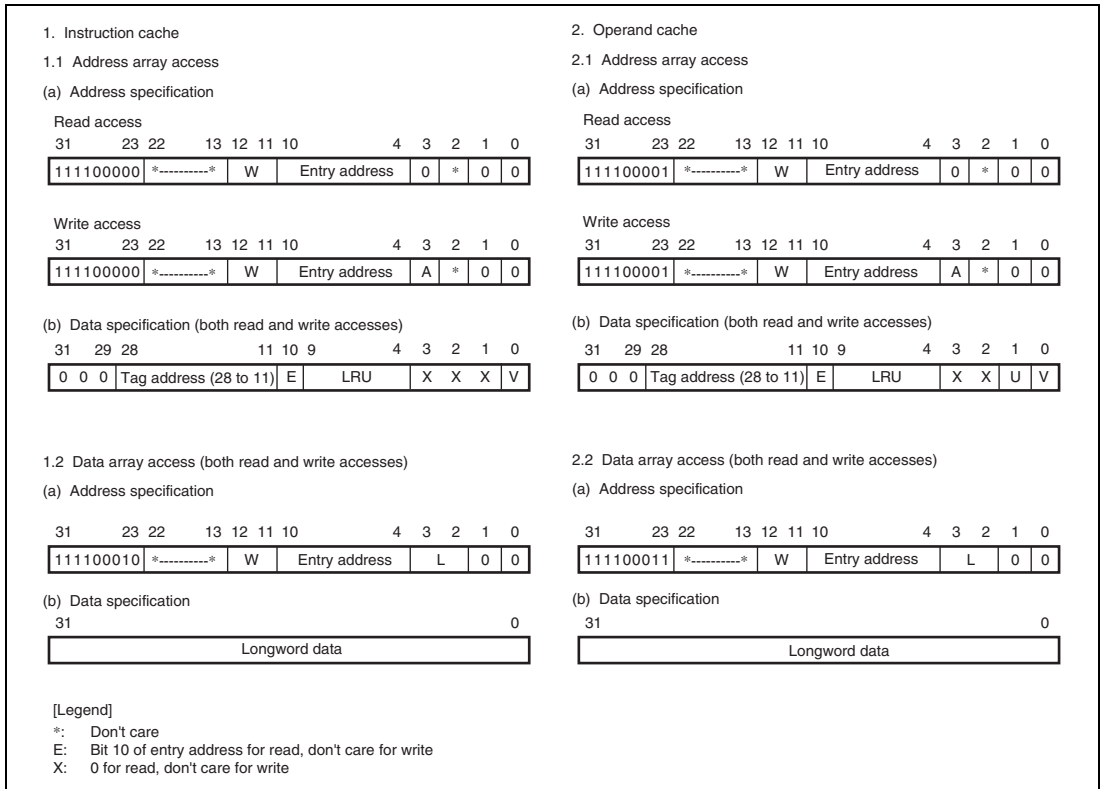 1. Instruction cache
1.1 Address array access
(a) Address specification
Read access
31 23 22 13 12 11 10 4 3 2 1 0
111100000 *----------* W Entry address 0 * 0 0
Write access
31 23 22 13 12 11 10 4 3 2 1 0
111100000 *----------* W Entry address A * 0 0
(b) Data specification (both read and write accesses)
31 29 28 11 10 9 4 3 2 1 0
0 0 0 Tag address (28 to 11) E LRU X X X V
1.2 Data array access (both read and write accesses)
(a) Address specification
31 23 22 13 12 11 10 4 3 2 1 0
111100010 *---------* W Entry address L 0 0
(b) Data specification
31 0
Longword data
2. Operand cache
2.1 Address array access
(a) Address specification
Read access
31 23 22 13 12 11 10 4 3 2 1 0
111100001 *----------* W Entry address 0 * 0 0
Write access
31 23 22 13 12 11 10 4 3 2 1 0
111100001 *----------* W Entry address A * 0 0
(b) Data specification (both read and write accesses)
31 29 28 11 10 9 4 3 2 1 0
0 0 0 Tag address (28 to 11) E LRU X X U V
2.2 Data array access (both read and write accesses)
(a) Address specification
31 23 22 13 12 11 10 4 3 2 1 0
111100011 *----------* W Entry address L 0 0
(b) Data specification
31 0
Longword data
[Legend]
*: Don't care
E: Bit 10 of entry address for read, don't care for write
X: 0 for read, don't care for write